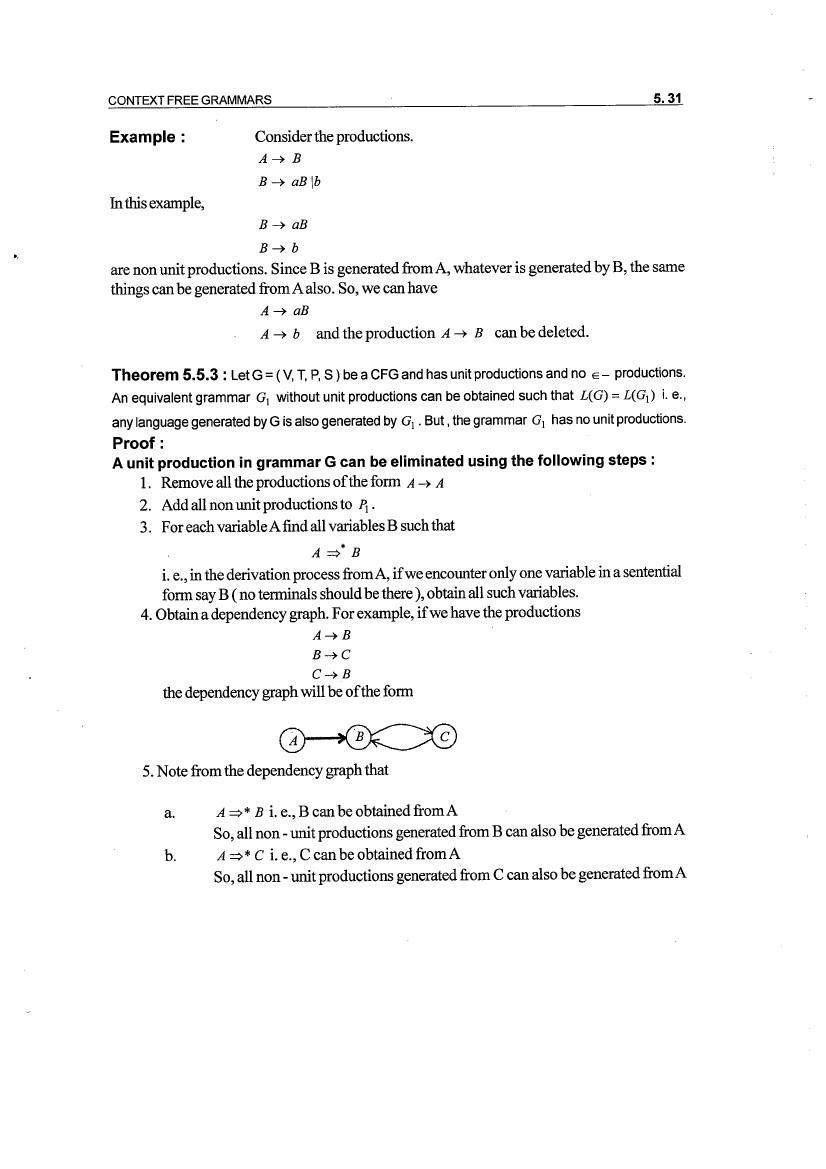 CONTEXT FREE GRAMMARS 5. 31
Example : Consider the productions.
A → B
B → aB |b
In this example,
B → aB
B → b
are non unit productions. Since B is generated from A, whatever is generated by B, the same
things can be generated from A also. So, we can have
A → aB
A → b and the production A → B can be deleted.
Theorem 5.5.3 : Let G = ( V, T, P, S ) be a CFG and has unit productions and no ∈ – productions.
An equivalent grammar G₁ without unit productions can be obtained such that L(G) = L(G₁) i. e.,
any language generated by G is also generated by G₁ . But , the grammar G₁ has no unit productions.
Proof :
A unit production in grammar G can be eliminated using the following steps :
1. Remove all the productions of the form A → A
2. Add all non unit productions to P₁ .
3. For each variable A find all variables B such that
A ⇒* B
i. e., in the derivation process from A, if we encounter only one variable in a sentential
form say B ( no terminals should be there ), obtain all such variables.
4. Obtain a dependency graph. For example, if we have the productions
A → B
B → C
C → B
the dependency graph will be of the form
A B C
5. Note from the dependency graph that
a. A ⇒* B i. e., B can be obtained from A
So, all non - unit productions generated from B can also be generated from A
b. A ⇒* C i. e., C can be obtained from A
So, all non - unit productions generated from C can also be generated from A